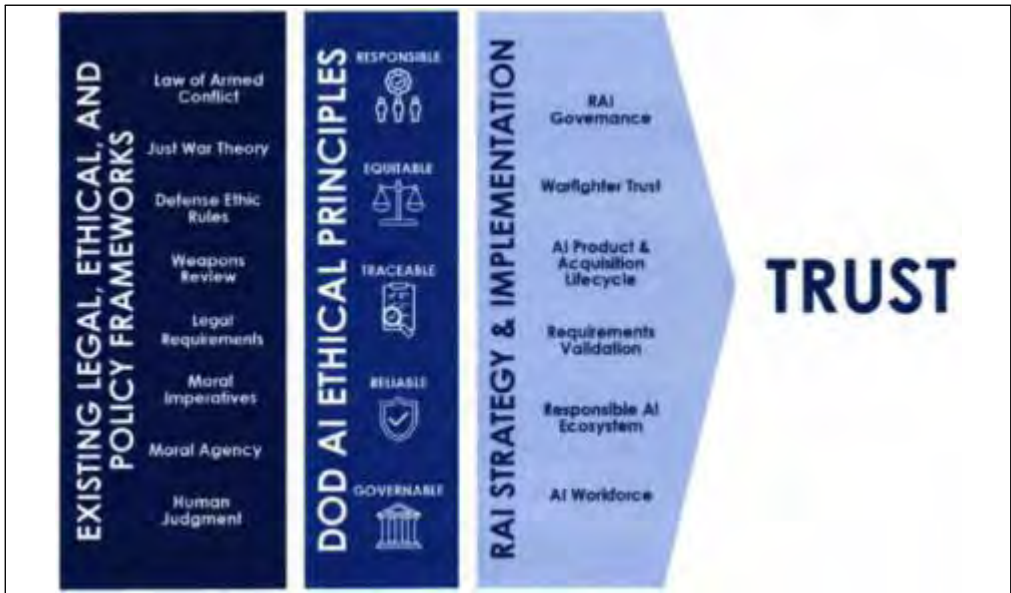 EXISTING LEGAL, ETHICAL, AND
POLICY FRAMEWORKS
Law of Armed
Conflict
Just War Theory
Defense Ethic
Rules
Weapons
Review
Legal
Requirements
Moral
Imperatives
Moral Agency
Human
Judgment
DOD AI ETHICAL PRINCIPLES
RESPONSIBLE
EQUITABLE
TRACEABLE
RELIABLE
GOVERNABLE
RAI STRATEGY & IMPLEMENTATION
RAI
Governance
Warfighter Trust
AI Product &
Acquisition
Lifecycle
Requirements
Validation
Responsible AI
Ecosystem
AI Workforce
TRUST